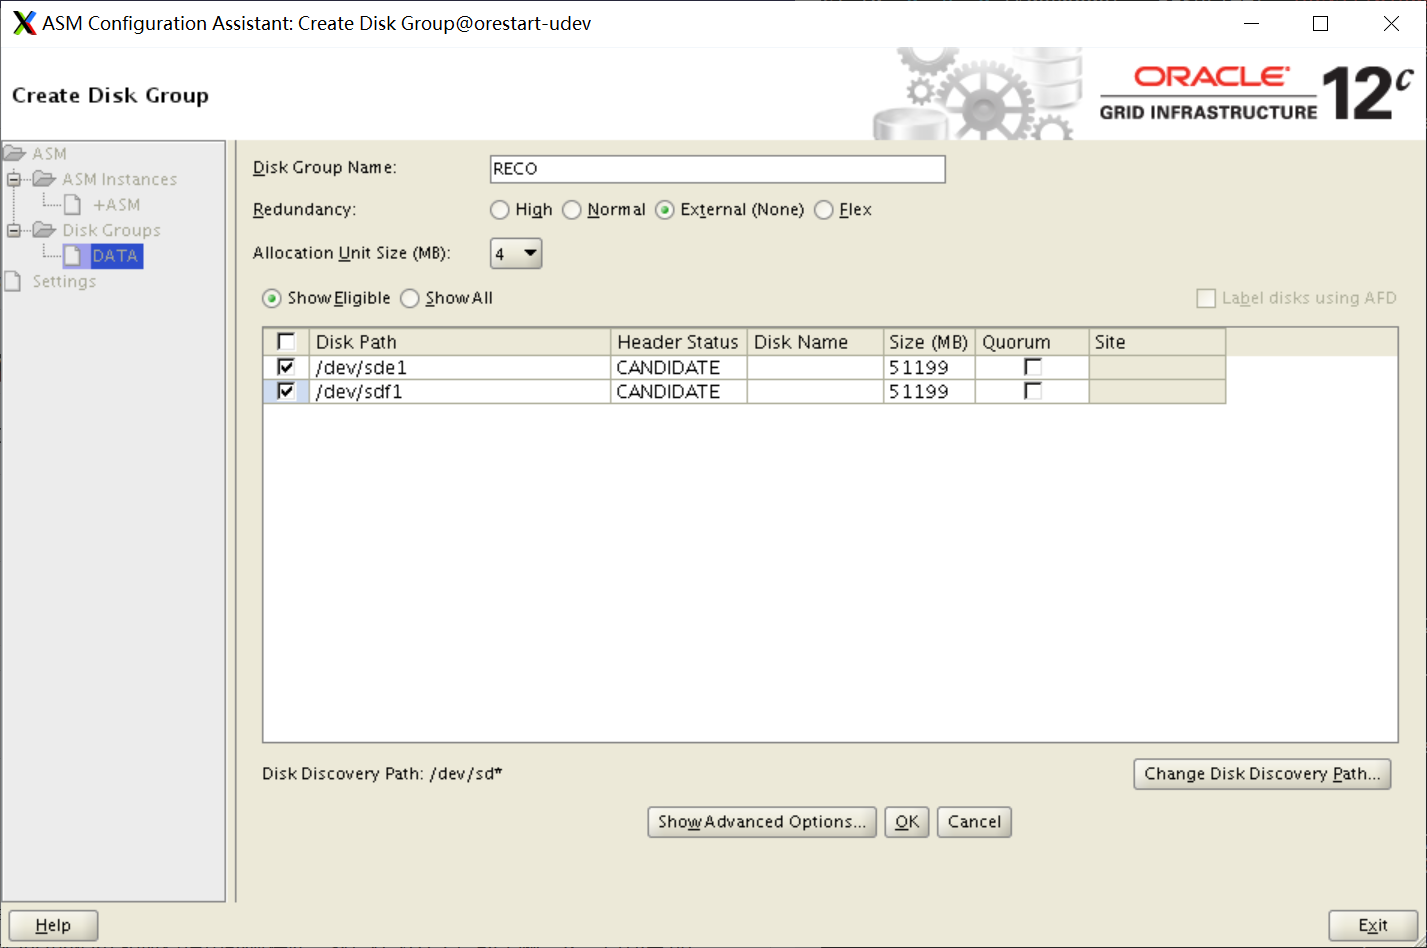 ASM Configuration Assistant: Create Disk Group@orestart-udev
Create Disk Group
ORACLE
GRID INFRASTRUCTURE
12c
ASM
ASM Instances
+ASM
Disk Groups
DATA
Settings
Disk Group Name: RECO
Redundancy: High Normal External (None) Flex
Allocation Unit Size (MB): 4
Show Eligible Show All Label disks using AFD
Disk Path Header Status Disk Name Size (MB) Quorum Site
/dev/sde1 CANDIDATE 51199
/dev/sdf1 CANDIDATE 51199
Disk Discovery Path: /dev/sd* Change Disk Discovery Path...
Show Advanced Options... OK Cancel
Help Exit